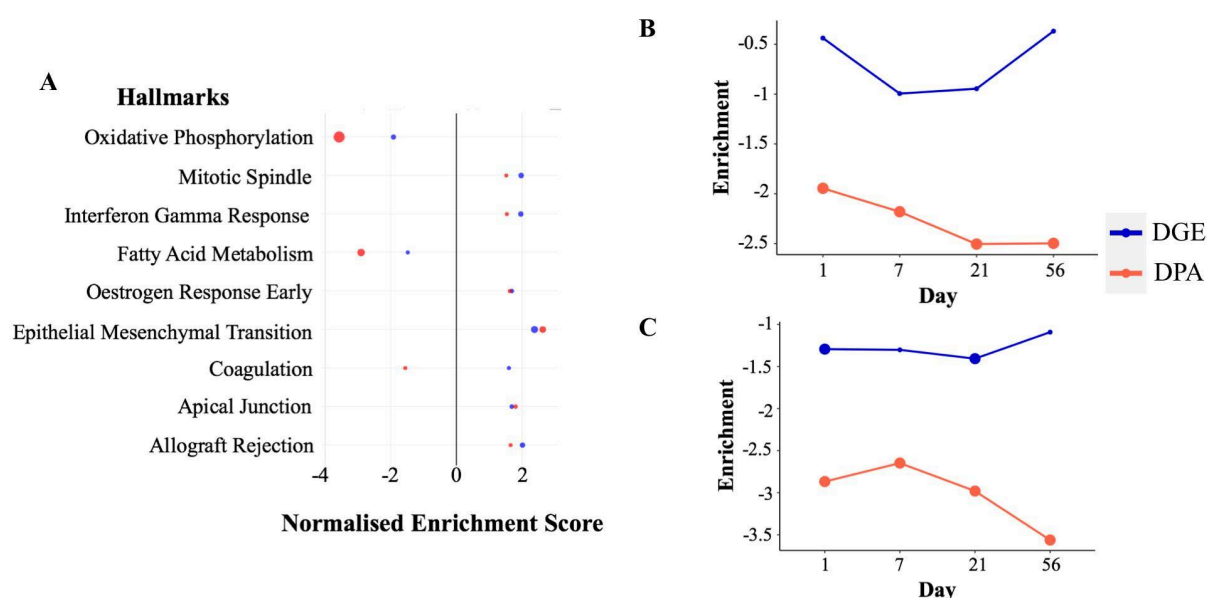 A
Hallmarks
Oxidative Phosphorylation
Mitotic Spindle
Interferon Gamma Response
Fatty Acid Metabolism
Oestrogen Response Early
Epithelial Mesenchymal Transition
Coagulation
Apical Junction
Allograft Rejection
-4 -2 0 2
Normalised Enrichment Score
B
Enrichment
-0.5
-1
-1.5
-2
-2.5
1 7 21 56
Day
DGE
DPA
C
Enrichment
-1
-1.5
-2
-2.5
-3
-3.5
1 7 21 56
Day